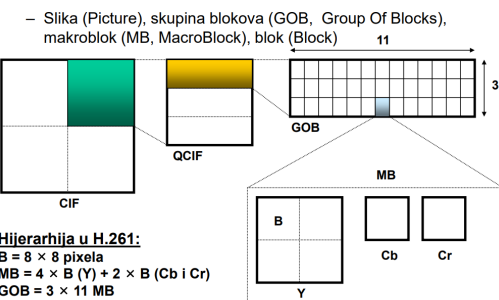 – Slika (Picture), skupina blokova (GOB, Group Of Blocks),
makroblok (MB, MacroBlock), blok (Block)
11
3
GOB
QCIF
CIF
MB
B
Cb
Cr
Y
Hijerarhija u H.261:
B = 8 × 8 pixela
MB = 4 × B (Y) + 2 × B (Cb i Cr)
GOB = 3 × 11 MB